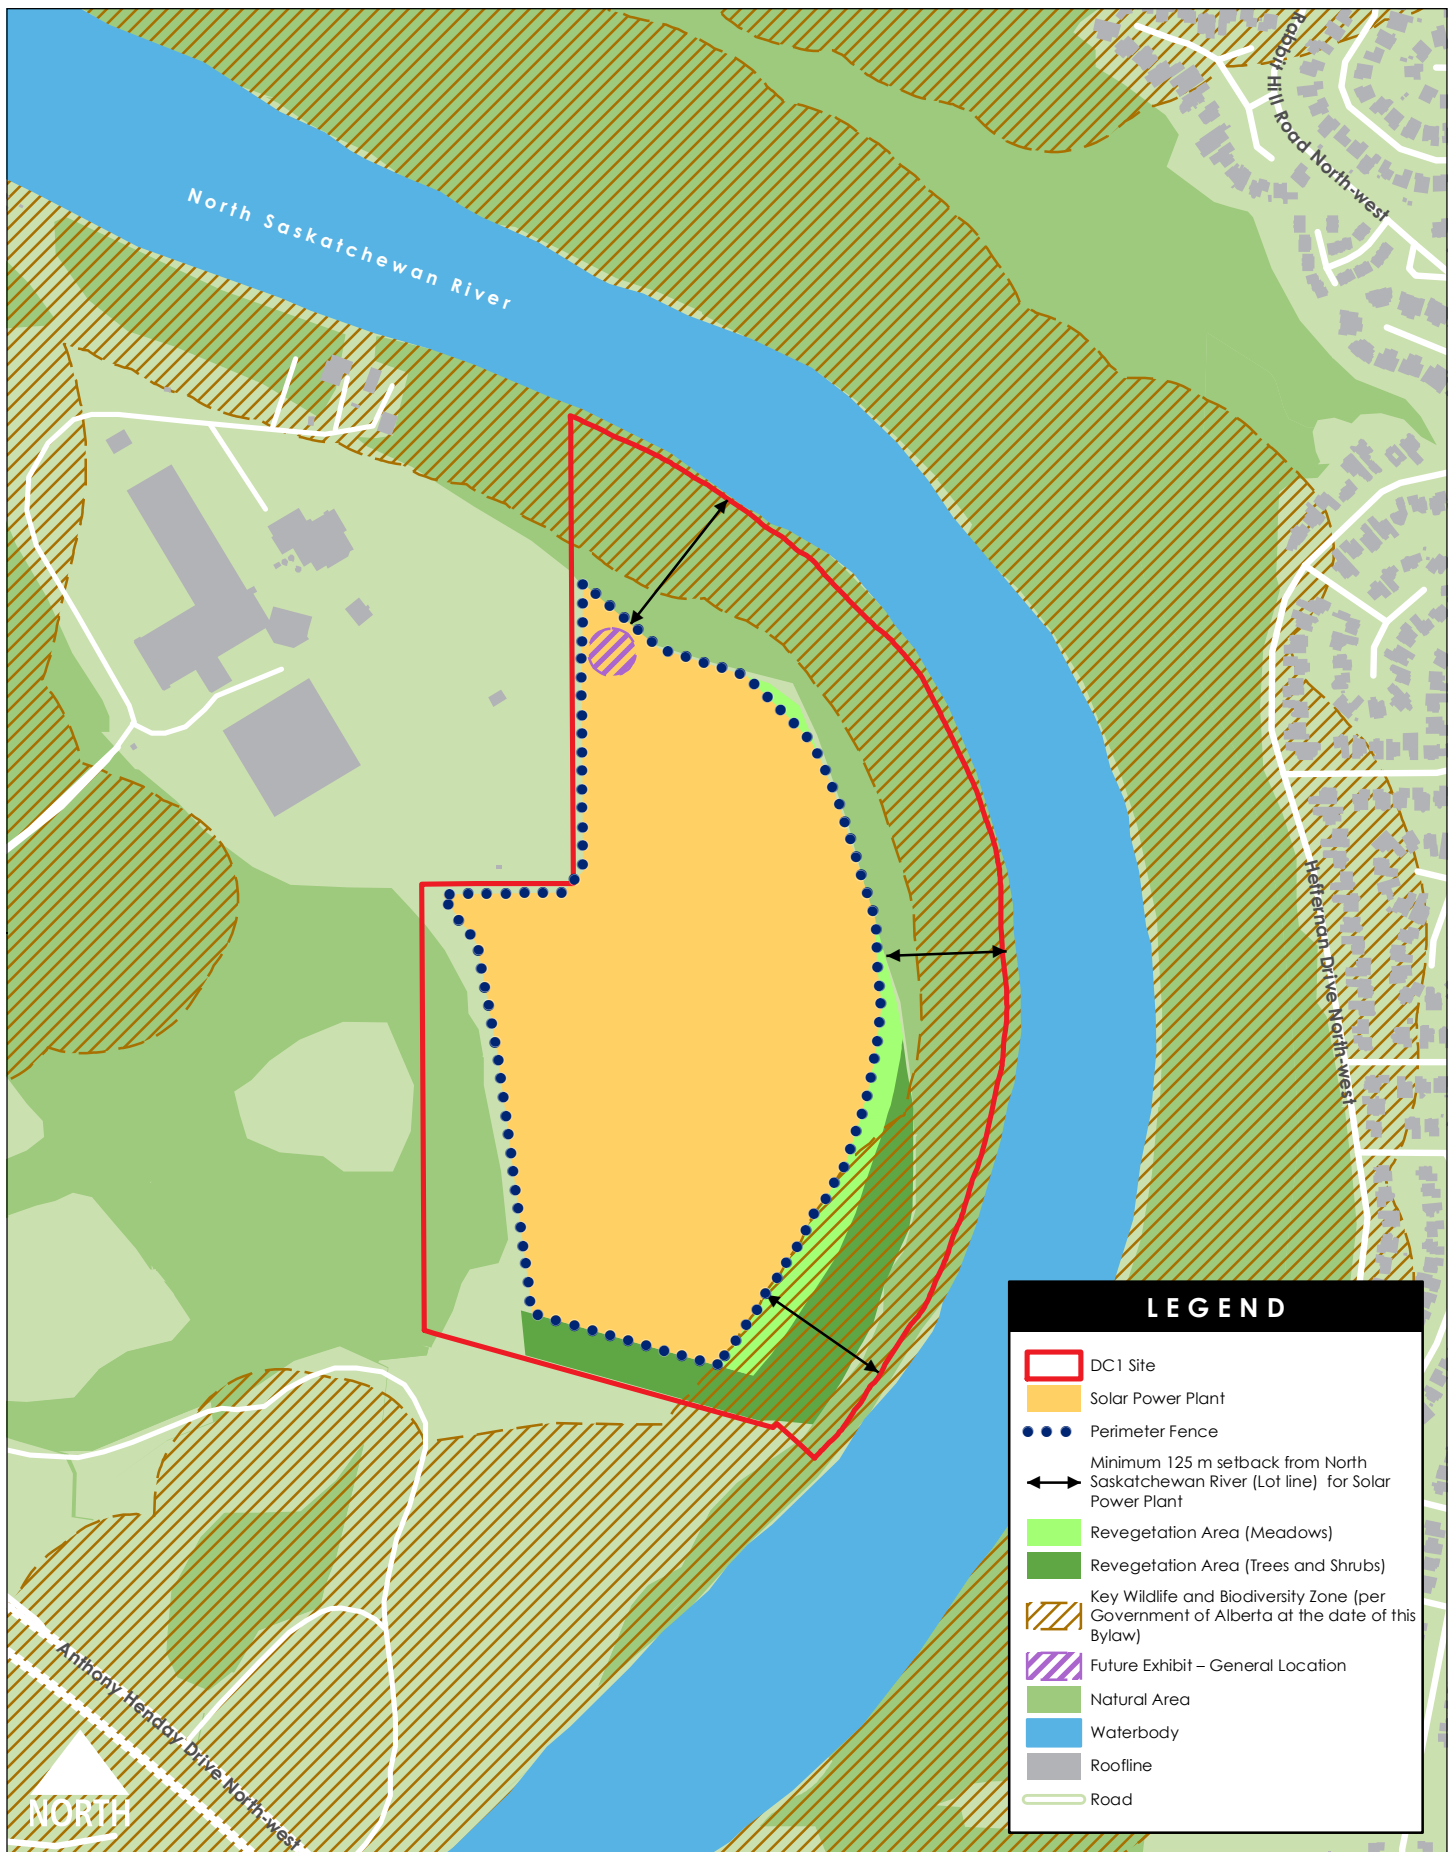 Rabbit Hill Road North-west
North Saskatchewan River
Heffernan Drive North-west
Anthony Henday Drive North-west
NORTH
LEGEND
DC1 Site
Solar Power Plant
Perimeter Fence
Minimum 125 m setback from North
Saskatchewan River (Lot line) for Solar
Power Plant
Revegetation Area (Meadows)
Revegetation Area (Trees and Shrubs)
Key Wildlife and Biodiversity Zone (per
Government of Alberta at the date of this
Bylaw)
Future Exhibit – General Location
Natural Area
Waterbody
Roofline
Road